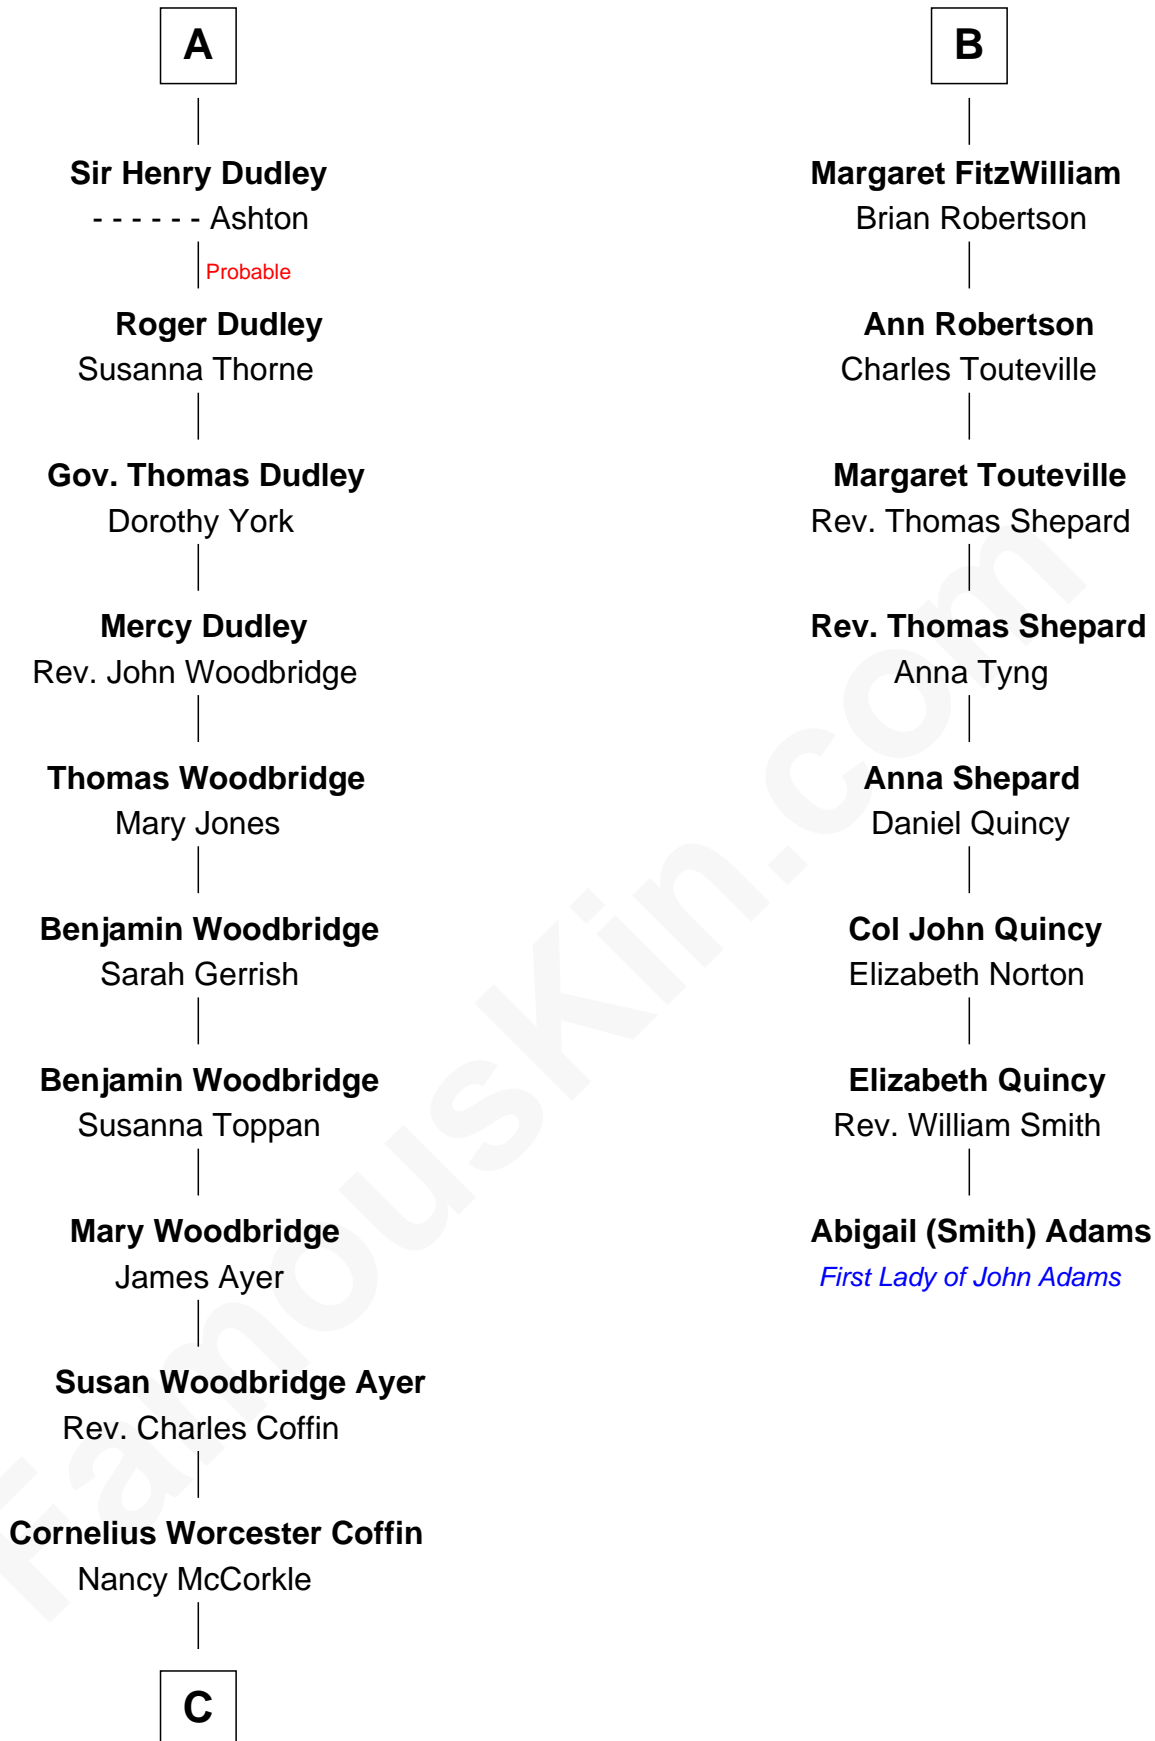 A
Sir Henry Dudley
- - - - - - Ashton
Probable
Roger Dudley
Susanna Thorne
Gov. Thomas Dudley
Dorothy York
Mercy Dudley
Rev. John Woodbridge
Thomas Woodbridge
Mary Jones
Benjamin Woodbridge
Sarah Gerrish
Benjamin Woodbridge
Susanna Toppan
Mary Woodbridge
James Ayer
Susan Woodbridge Ayer
Rev. Charles Coffin
Cornelius Worcester Coffin
Nancy McCorkle
C
B
Margaret FitzWilliam
Brian Robertson
Ann Robertson
Charles Touteville
Margaret Touteville
Rev. Thomas Shepard
Rev. Thomas Shepard
Anna Tyng
Anna Shepard
Daniel Quincy
Col John Quincy
Elizabeth Norton
Elizabeth Quincy
Rev. William Smith
Abigail (Smith) Adams
First Lady of John Adams
FamousKin.com